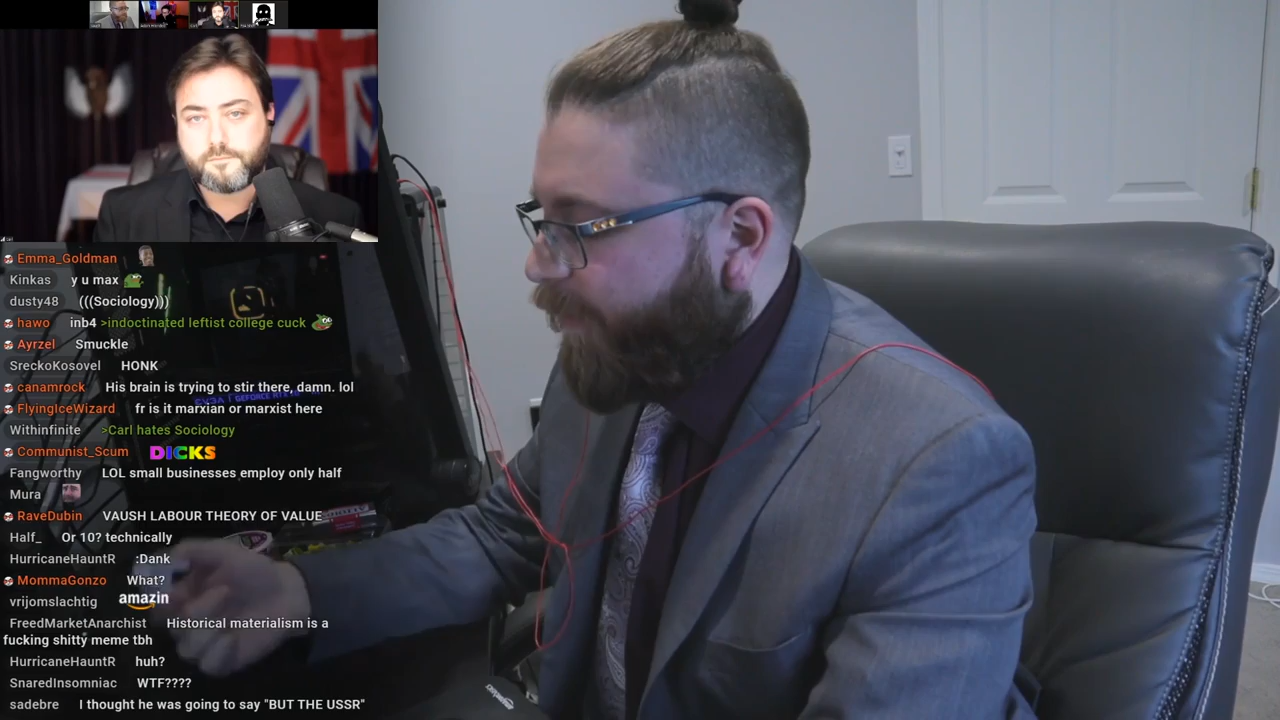 Emma_Goldman
Kinkas y u max
dusty48 (((Sociology)))
hawo inb4 >indoctinated leftist college cuck
Ayrzel Smuckle
SreckoKosovel HONK
canamrock His brain is trying to stir there, damn. lol
FlyingIceWizard fr is it marxian or marxist here
Withinfinite >Carl hates Sociology
Communist_Scum DICKS
Fangworthy LOL small businesses employ only half
Mura
RaveDubin VAUSH LABOUR THEORY OF VALUE
Half_ Or 10? technically
HurricaneHauntR :Dank
MommaGonzo What?
vrijomslachtig amazin
FreedMarketAnarchist Historical materialism is a
fucking shitty meme tbh
HurricaneHauntR huh?
SnaredInsomniac WTF????
sadebre I thought he was going to say "BUT THE USSR"